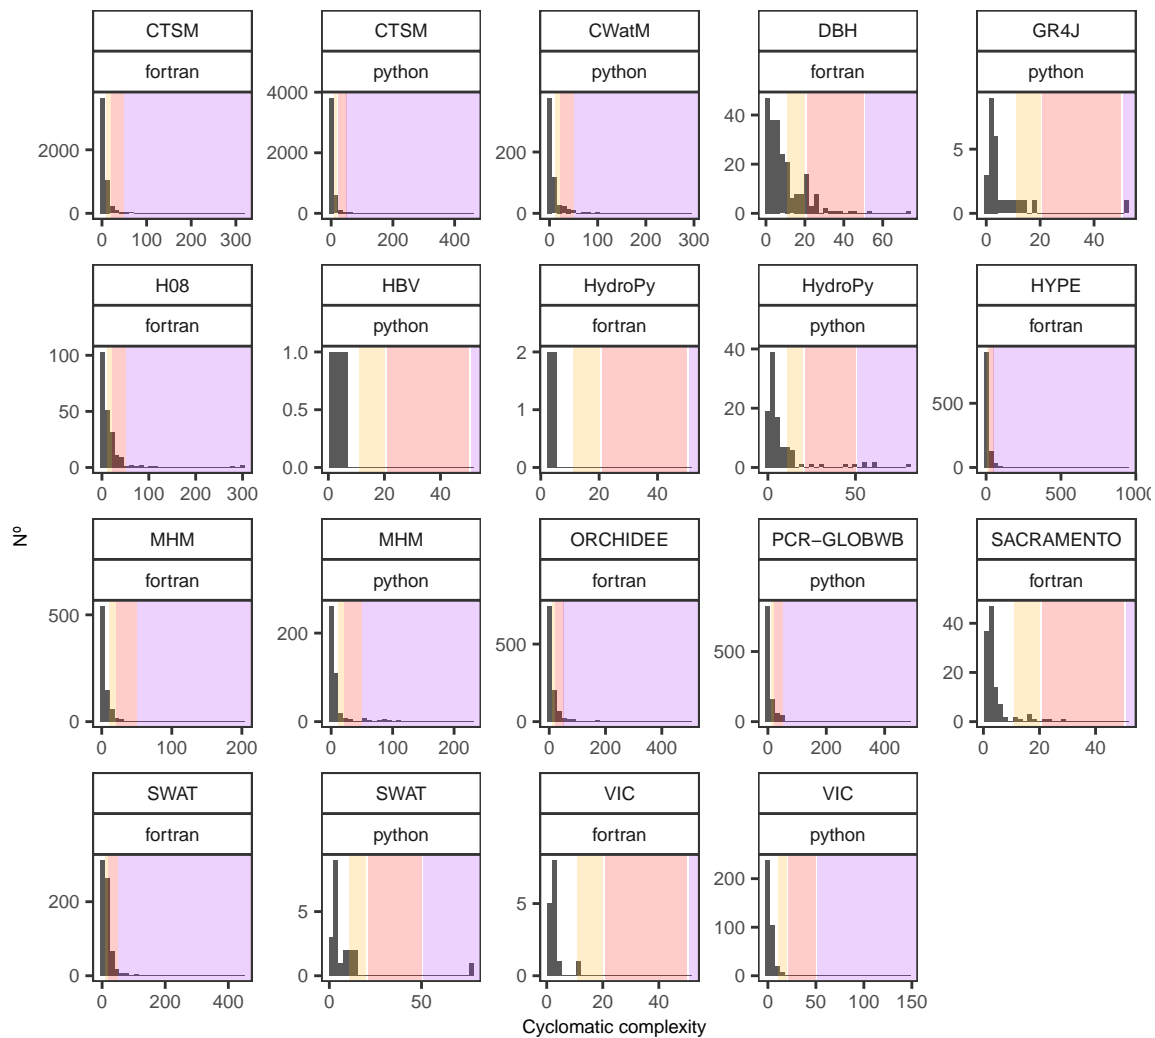 CTSM
fortran
4000
2000
0
0 100 200 300
CTSM
python
2000
0
0 200 400
CWatM
python
200
0
0 100 200 300
DBH
fortran
40
20
0
0 20 40 60
GR4J
python
5
0
0 20 40
H08
fortran
100
50
0
0 100 200 300
HBV
python
1.0
0.5
0.0
0 20 40
HydroPy
fortran
2
1
0
0 20 40
HydroPy
python
40
20
0
0 50
HYPE
fortran
500
0
0 500 1000
Nº
MHM
fortran
500
0
0 100 200
MHM
python
200
0
0 100 200
ORCHIDEE
fortran
500
0
0 200 400
PCR−GLOBWB
python
500
0
0 200 400
SACRAMENTO
fortran
40
20
0
0 20 40
SWAT
fortran
200
0
0 200 400
SWAT
python
5
0
0 50
VIC
fortran
5
0
0 20 40
VIC
python
200
100
0
0 50 100 150
Cyclomatic complexity